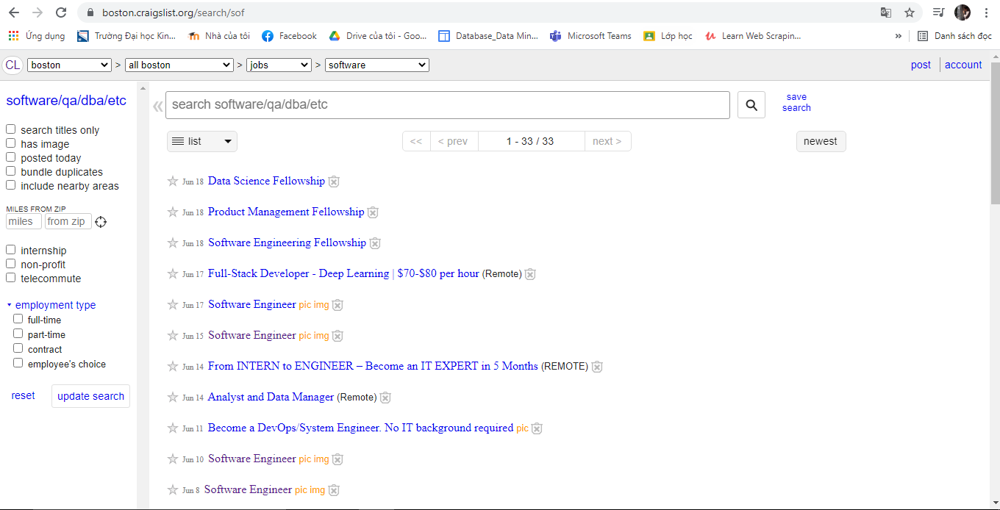 boston.craigslist.org/search/sof
Ứng dụng Trường Đại học Kin... Nhà của tôi Facebook Drive của tôi - Goo... Database_Data Min... Microsoft Teams Lớp học Learn Web Scrapin... » Danh sách đọc
CL boston > all boston > jobs > software post account
software/qa/dba/etc
search titles only
has image
posted today
bundle duplicates
include nearby areas
MILES FROM ZIP
miles from zip
internship
non-profit
telecommute
employment type
full-time
part-time
contract
employee's choice
reset update search
« search software/qa/dba/etc save search
list << < prev 1 - 33 / 33 next > newest
Jun 18 Data Science Fellowship
Jun 18 Product Management Fellowship
Jun 18 Software Engineering Fellowship
Jun 17 Full-Stack Developer - Deep Learning | $70-$80 per hour (Remote)
Jun 17 Software Engineer pic img
Jun 15 Software Engineer pic img
Jun 14 From INTERN to ENGINEER – Become an IT EXPERT in 5 Months (REMOTE)
Jun 14 Analyst and Data Manager (Remote)
Jun 11 Become a DevOps/System Engineer. No IT background required pic
Jun 10 Software Engineer pic img
Jun 8 Software Engineer pic img